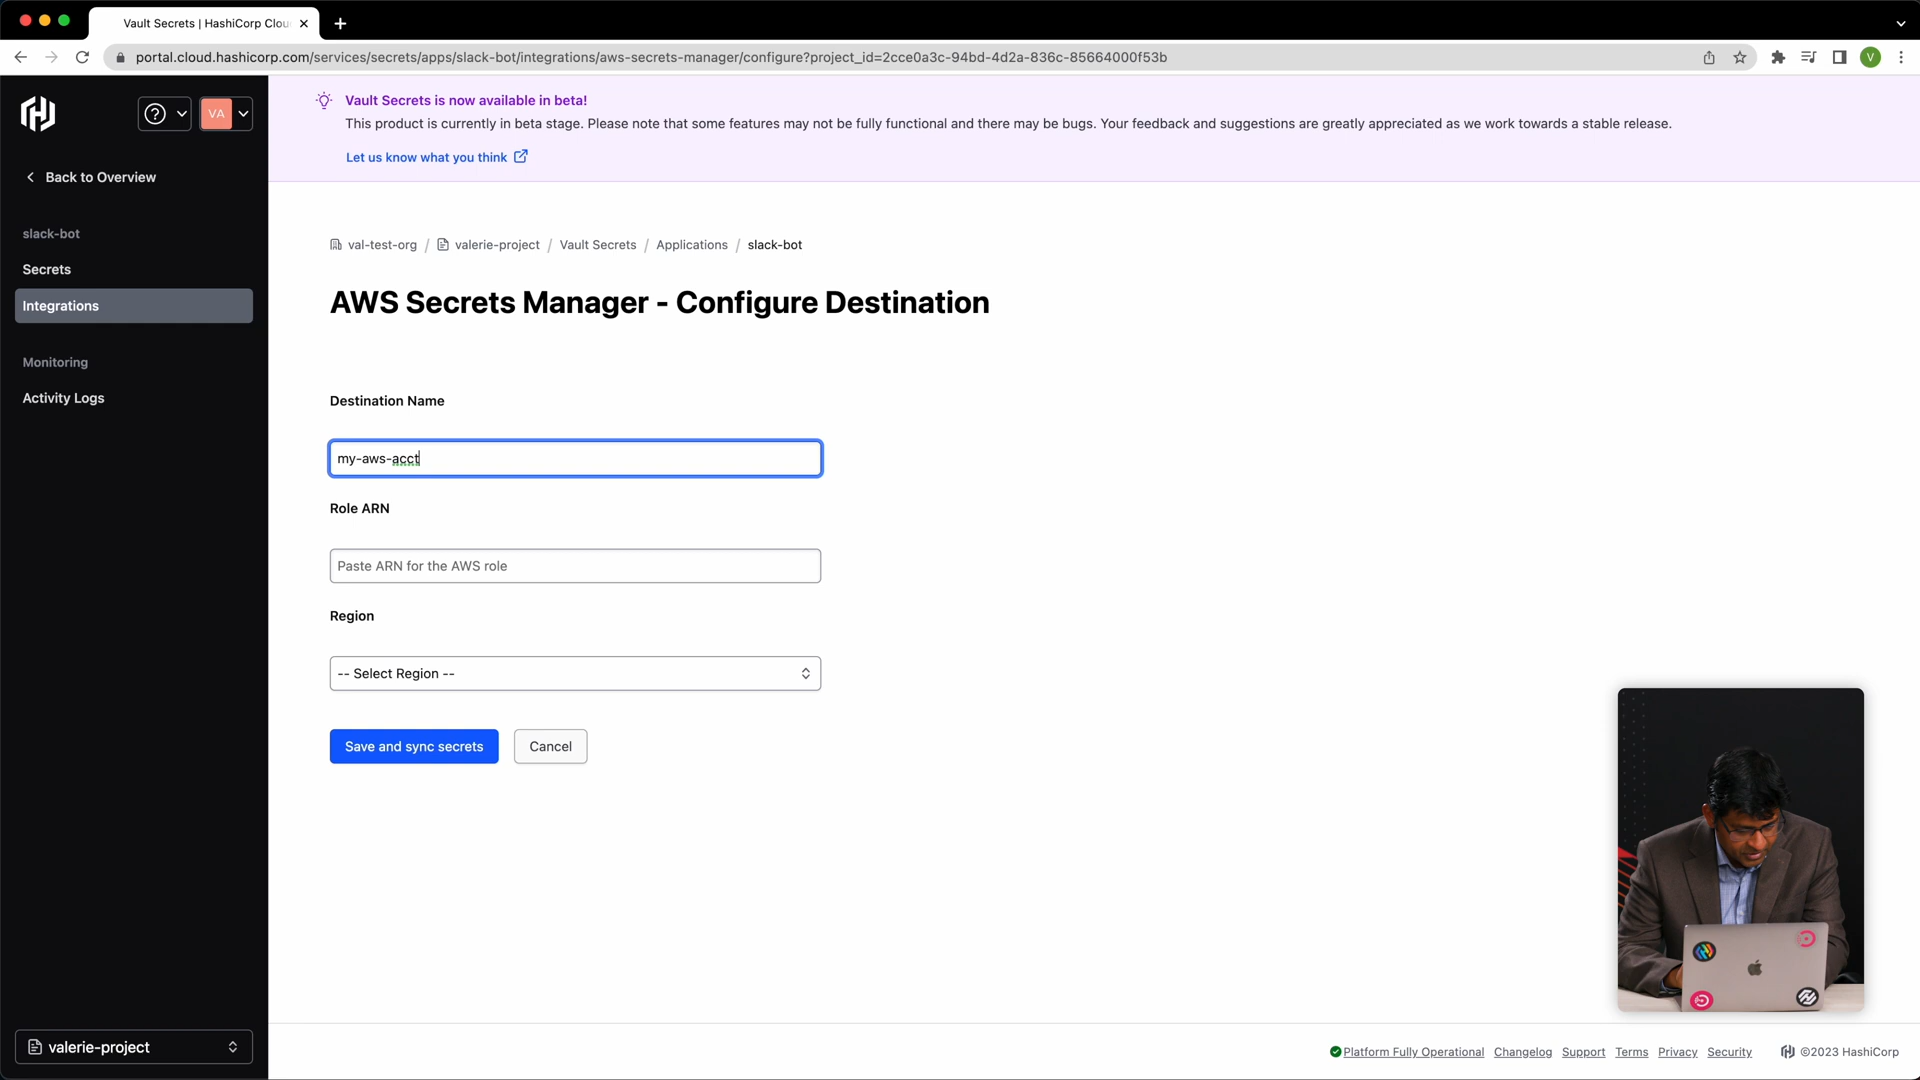 Vault Secrets | HashiCorp Clou
portal.cloud.hashicorp.com/services/secrets/apps/slack-bot/integrations/aws-secrets-manager/configure?project_id=2cce0a3c-94bd-4d2a-836c-85664000f53b
V
VA
Back to Overview
slack-bot
Secrets
Integrations
Monitoring
Activity Logs
valerie-project
Vault Secrets is now available in beta!
This product is currently in beta stage. Please note that some features may not be fully functional and there may be bugs. Your feedback and suggestions are greatly appreciated as we work towards a stable release.
Let us know what you think
val-test-org / valerie-project / Vault Secrets / Applications / slack-bot
AWS Secrets Manager - Configure Destination
Destination Name
my-aws-acct
Role ARN
Paste ARN for the AWS role
Region
-- Select Region --
Save and sync secrets
Cancel
Platform Fully Operational Changelog Support Terms Privacy Security ©2023 HashiCorp